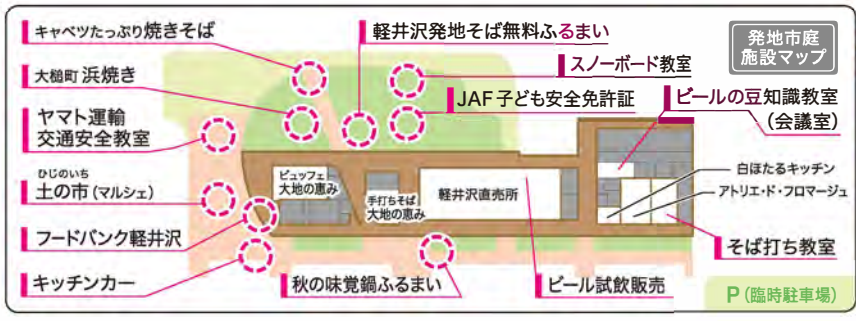 キャベツたっぷり焼きそば
大槌町 浜焼き
ヤマト運輸
交通安全教室
ひじのいち
土の市(マルシェ)
フードバンク軽井沢
キッチンカー
軽井沢発地そば無料ふるまい
スノーボード教室
JAF 子ども安全免許証
発地市庭
施設マップ
ビールの豆知識教室
(会議室)
ビュッフェ
大地の恵み
手打ちそば
大地の恵み
軽井沢直売所
白ほたるキッチン
アトリエ・ド・フロマージュ
そば打ち教室
秋の味覚鍋ふるまい
ビール試飲販売
P(臨時駐車場)